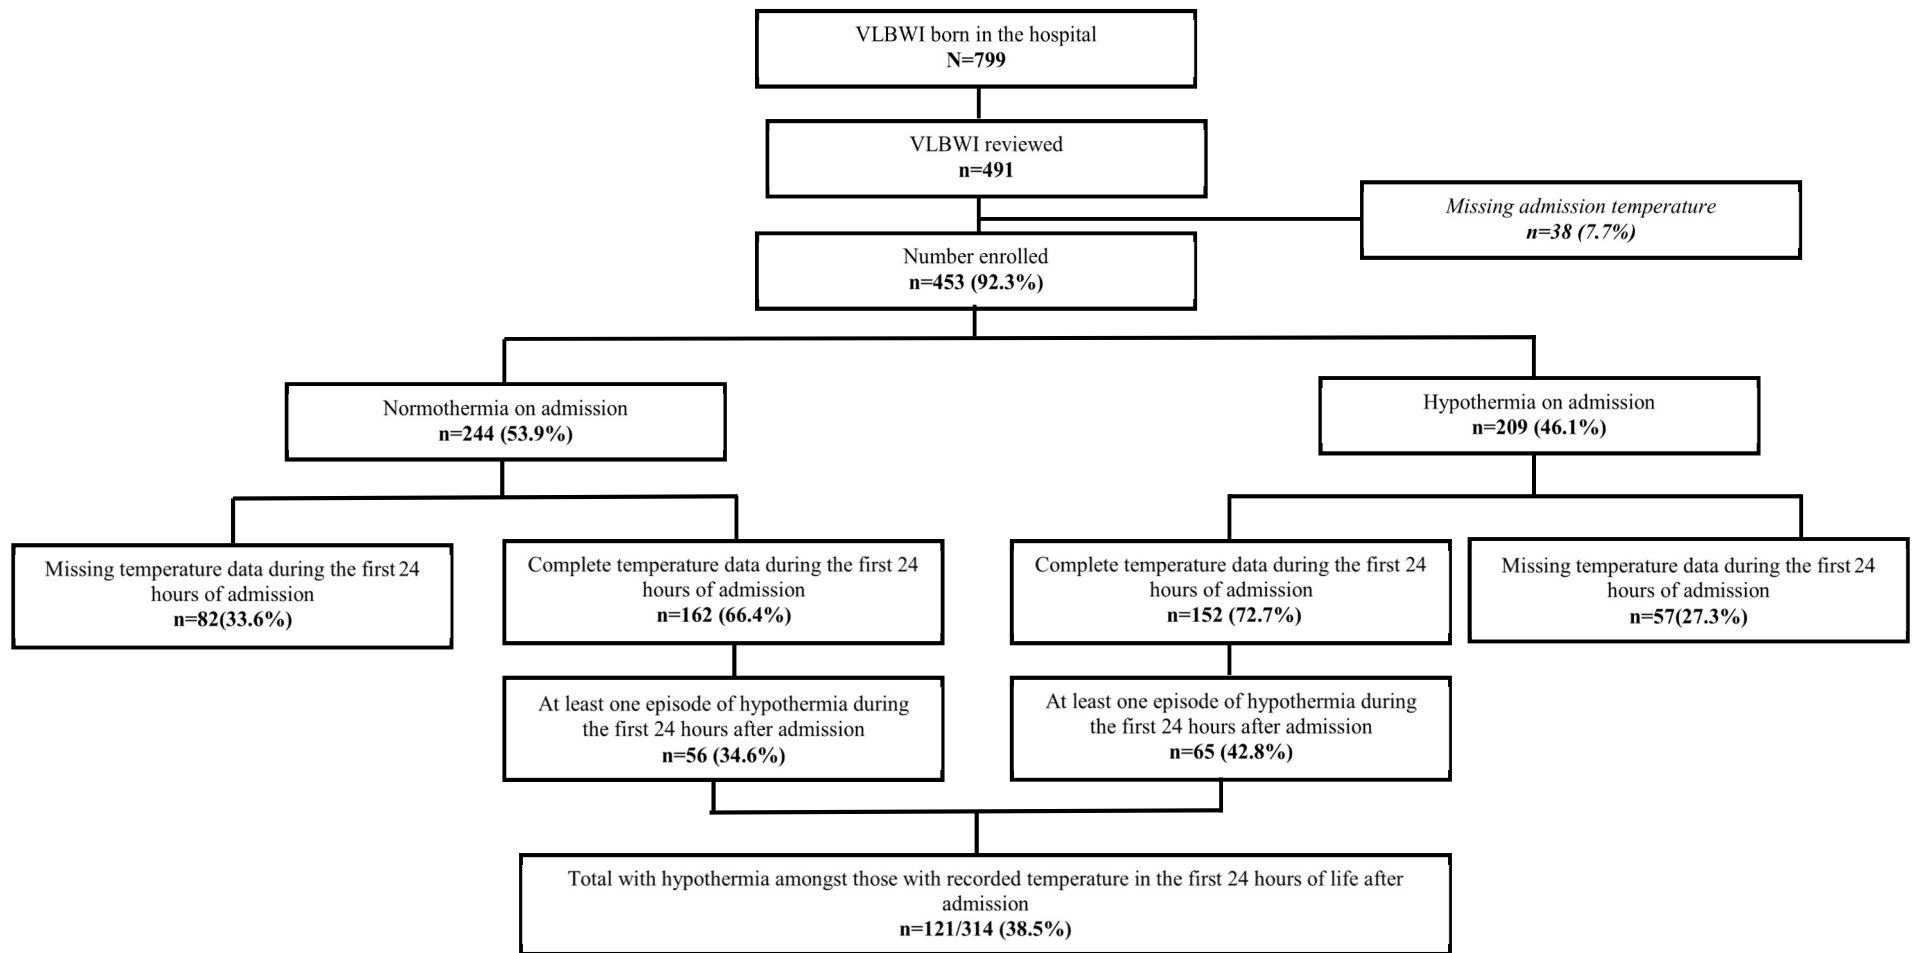 VLBWI born in the hospital
N=799
VLBWI reviewed
n=491
Missing admission temperature
n=38 (7.7%)
Number enrolled
n=453 (92.3%)
Normothermia on admission
n=244 (53.9%)
Hypothermia on admission
n=209 (46.1%)
Missing temperature data during the first 24
hours of admission
n=82(33.6%)
Complete temperature data during the first 24
hours of admission
n=162 (66.4%)
Complete temperature data during the first 24
hours of admission
n=152 (72.7%)
Missing temperature data during the first 24
hours of admission
n=57(27.3%)
At least one episode of hypothermia during
the first 24 hours after admission
n=56 (34.6%)
At least one episode of hypothermia during
the first 24 hours after admission
n=65 (42.8%)
Total with hypothermia amongst those with recorded temperature in the first 24 hours of life after
admission
n=121/314 (38.5%)